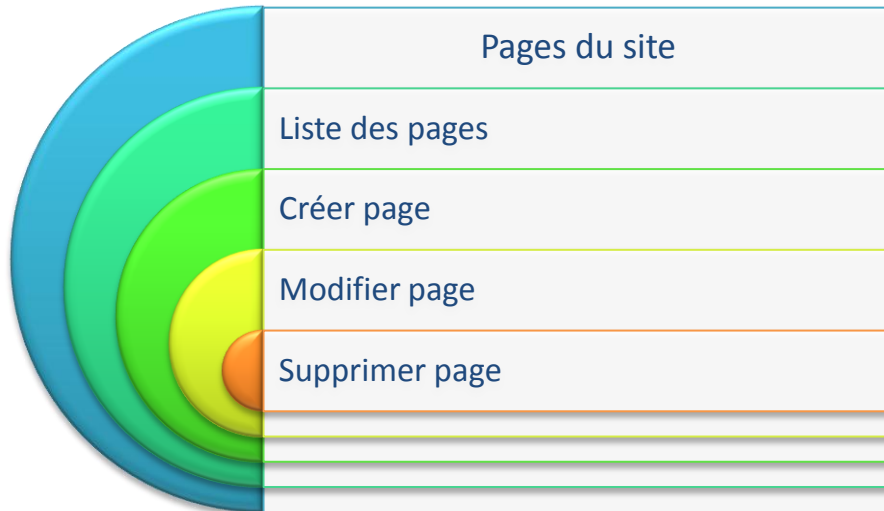 Pages du site
Liste des pages
Créer page
Modifier page
Supprimer page